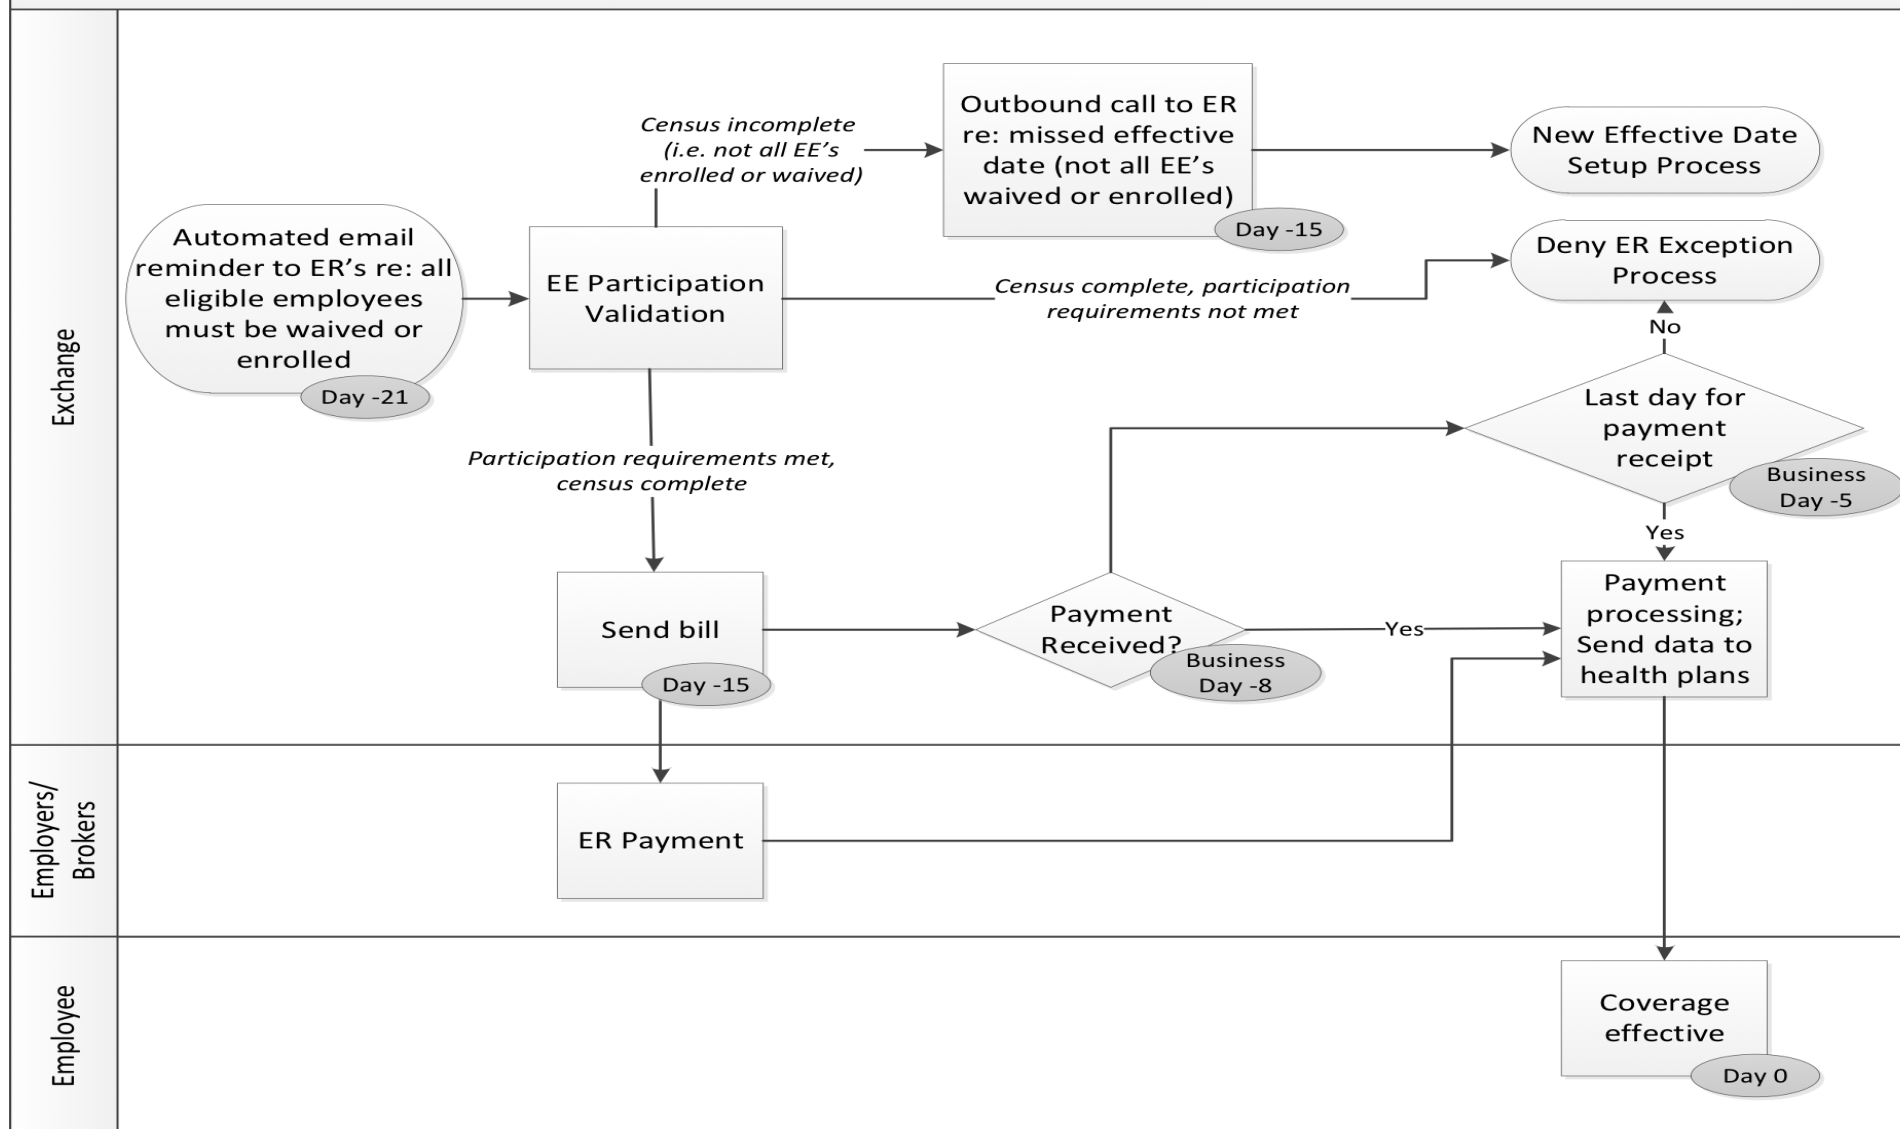 Exchange
Automated email
reminder to ER's re: all
eligible employees
must be waived or
enrolled
Day -21
EE Participation
Validation
Census incomplete
(i.e. not all EE's
enrolled or waived)
Outbound call to ER
re: missed effective
date (not all EE's
waived or enrolled)
Day -15
New Effective Date
Setup Process
Census complete, participation
requirements not met
Deny ER Exception
Process
No
Last day for
payment
receipt
Business
Day -5
Yes
Participation requirements met,
census complete
Send bill
Day -15
Payment
Received?
Business
Day -8
Yes
Payment
processing;
Send data to
health plans
Employers/
Brokers
ER Payment
Employee
Coverage
effective
Day 0